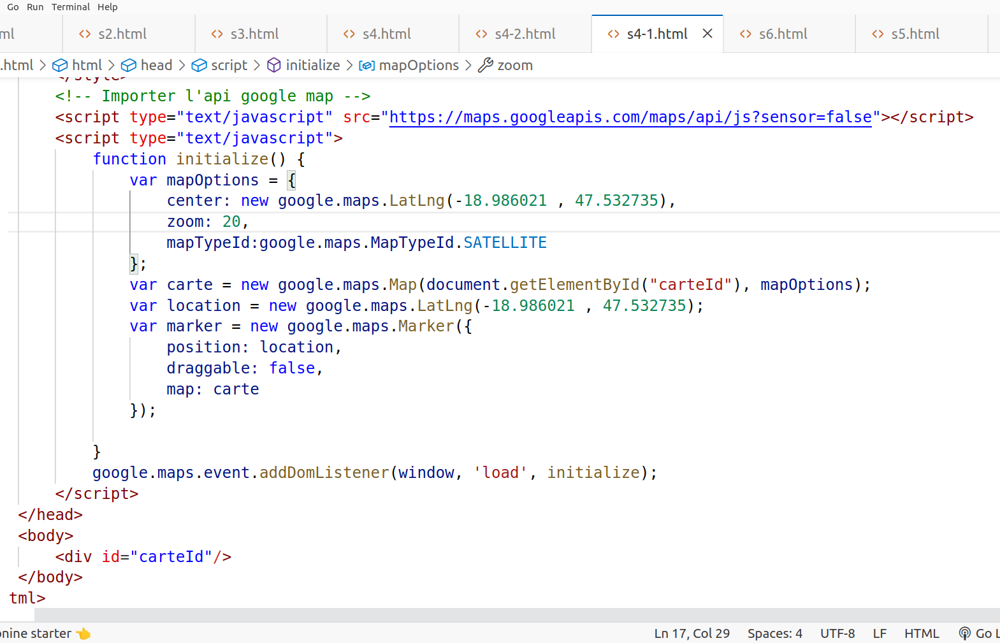 Go Run Terminal Help
ml s2.html s3.html s4.html s4-2.html s4-1.html s6.html s5.html
.html > html > head > script > initialize > mapOptions > zoom
</style>
<!-- Importer l'api google map -->
<script type="text/javascript" src="https://maps.googleapis.com/maps/api/js?sensor=false"></script>
<script type="text/javascript">
function initialize() {
var mapOptions = {
center: new google.maps.LatLng(-18.986021 , 47.532735),
zoom: 20,
mapTypeId:google.maps.MapTypeId.SATELLITE
};
var carte = new google.maps.Map(document.getElementById("carteId"), mapOptions);
var location = new google.maps.LatLng(-18.986021 , 47.532735);
var marker = new google.maps.Marker({
position: location,
draggable: false,
map: carte
});
}
google.maps.event.addDomListener(window, 'load', initialize);
</script>
</head>
<body>
<div id="carteId"/>
</body>
tml>
onine starter 👈 Ln 17, Col 29 Spaces: 4 UTF-8 LF HTML Go L